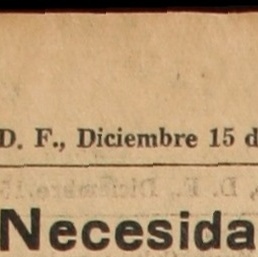 D. F., Diciembre 15 d
Necesida